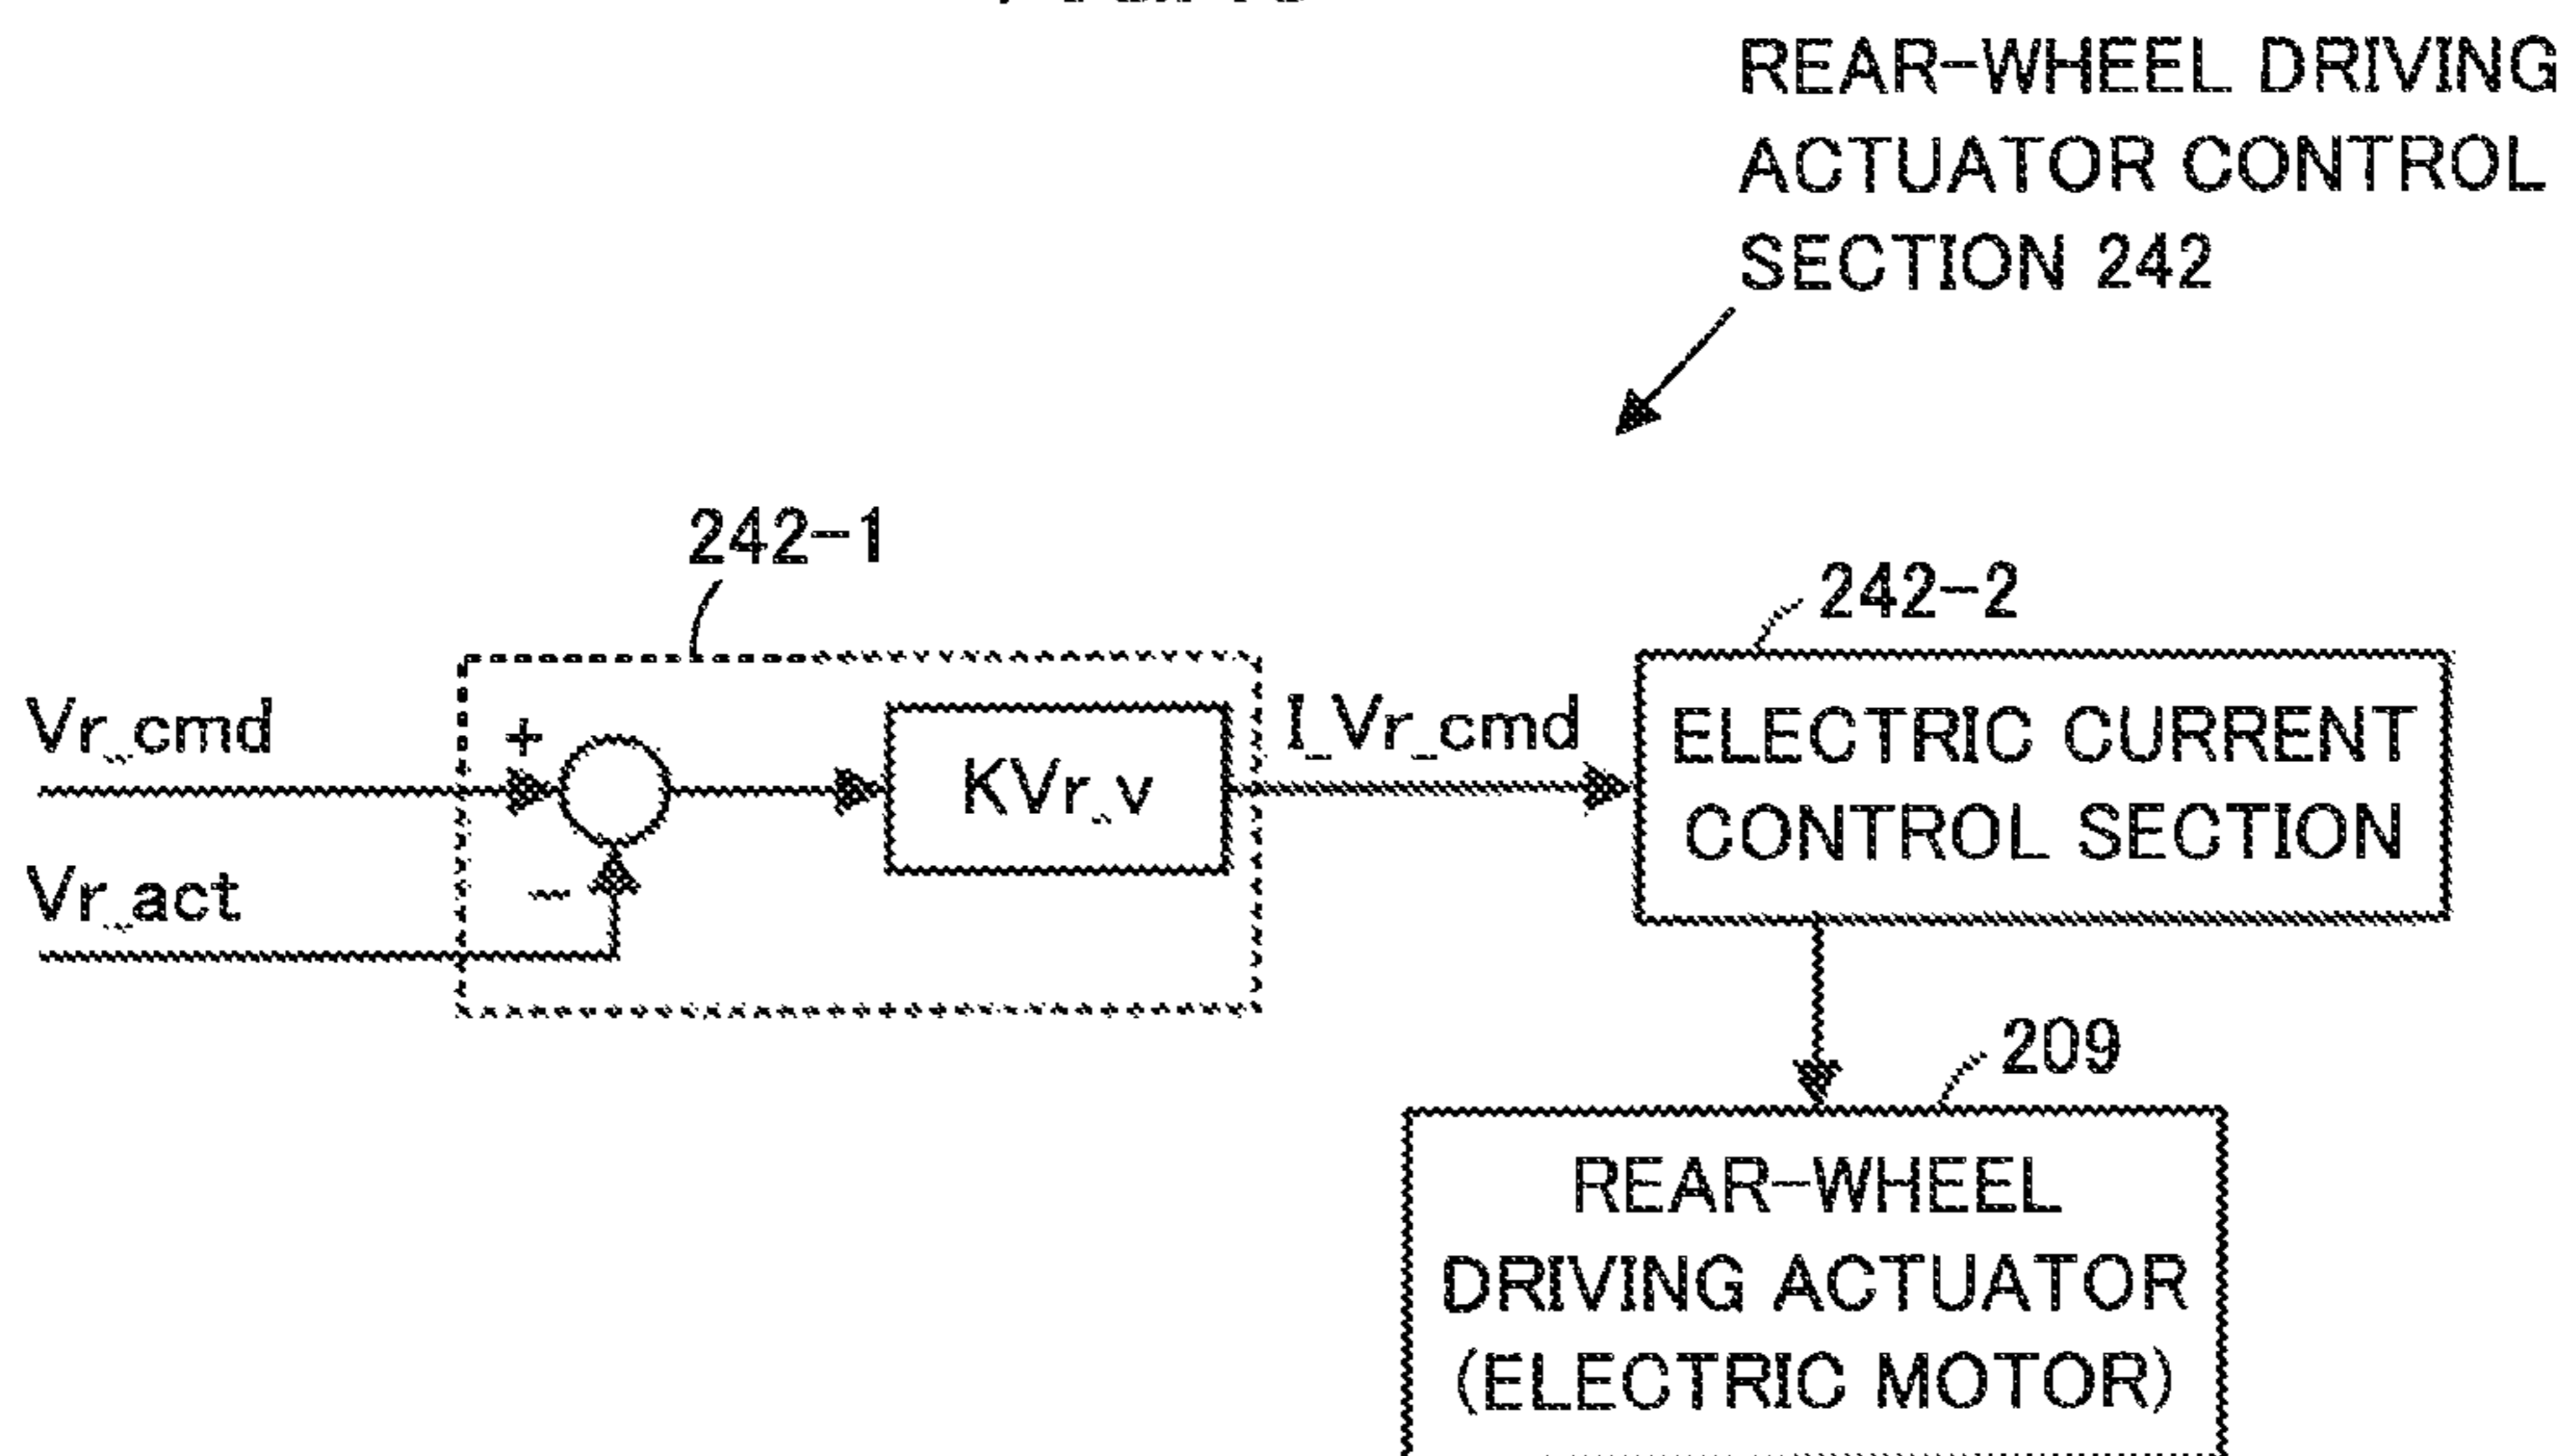 REAR-WHEEL DRIVING
ACTUATOR CONTROL
SECTION 242
242-1
242-2
Vr_cmd
+
KVr_v
I_Vr_cmd
ELECTRIC CURRENT
CONTROL SECTION
Vr_act
-
209
REAR-WHEEL
DRIVING ACTUATOR
(ELECTRIC MOTOR)